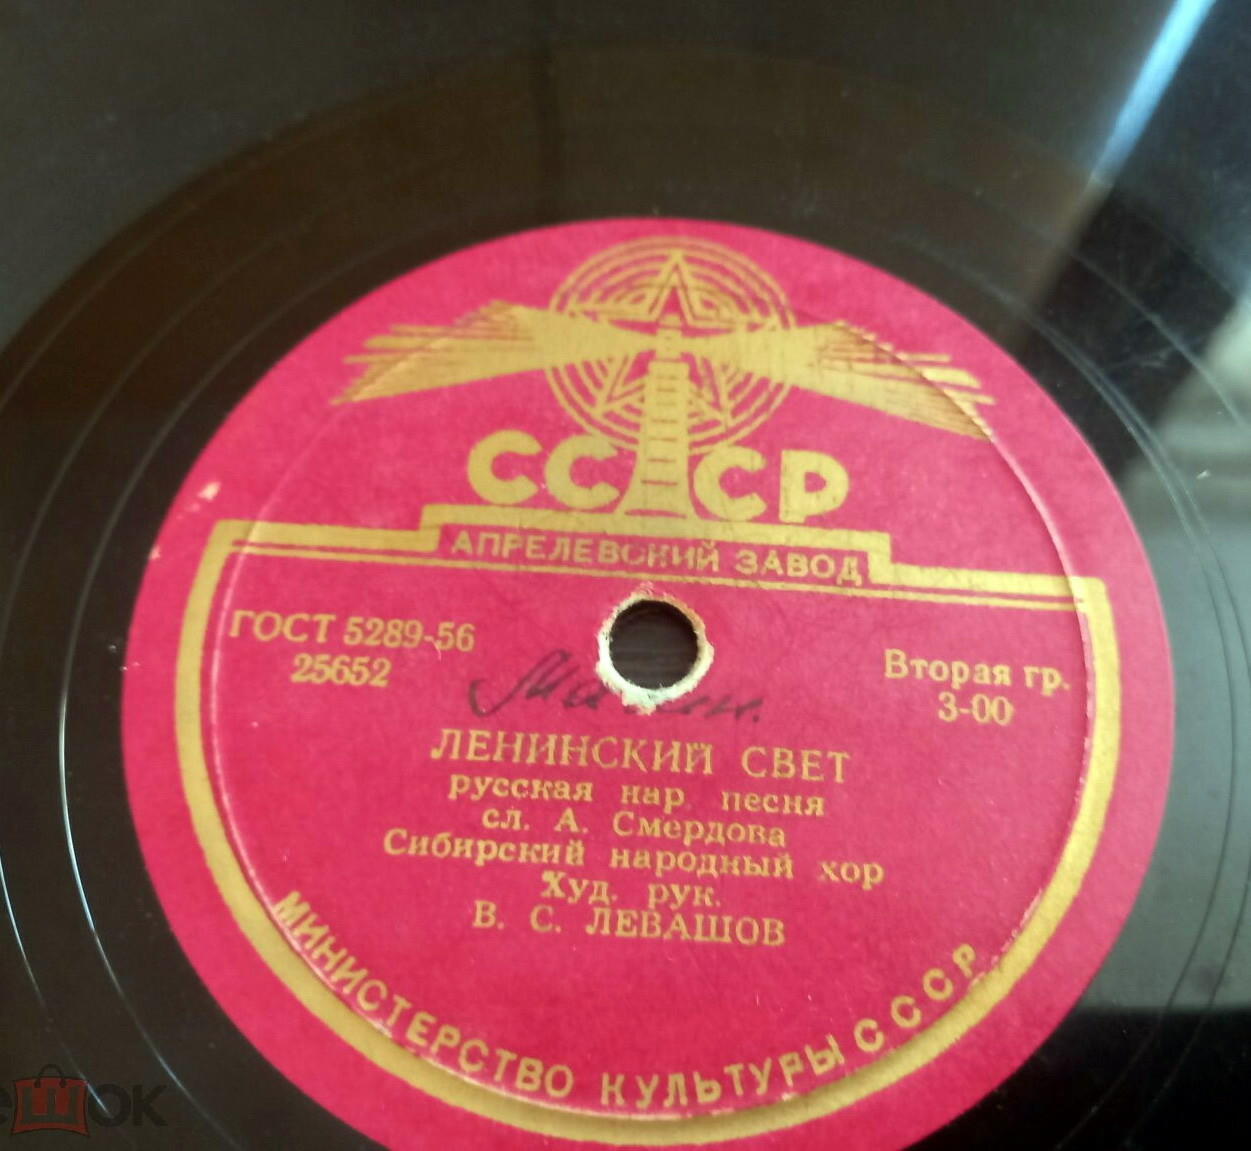 СССР
АПРЕЛЕВСКИЙ ЗАВОД
ГОСТ 5289-56
25652
Вторая гр.
3-00
ЛЕНИНСКИЙ СВЕТ
русская нар. песня
сл. А. Смердова
Сибирский народный хор
Худ. рук.
В. С. ЛЕВАШОВ
МИНИСТЕРСТВО КУЛЬТУРЫ СССР